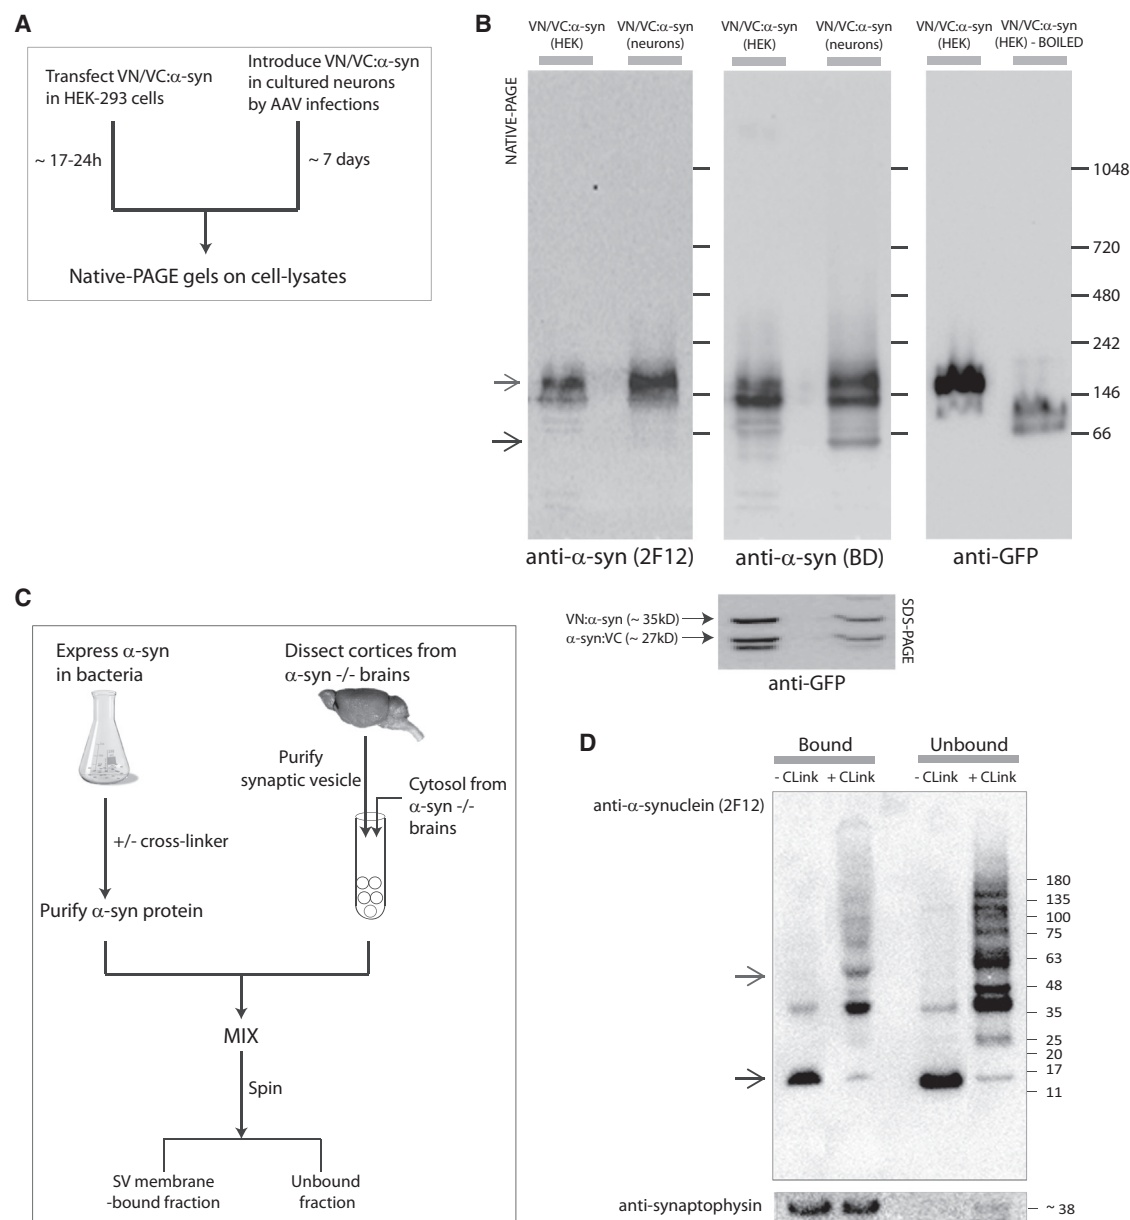 A
Transfect VN/VC:α-syn
in HEK-293 cells
Introduce VN/VC:α-syn
in cultured neurons
by AAV infections
~ 17-24h
~ 7 days
Native-PAGE gels on cell-lysates
B
VN/VC:α-syn
(HEK)
VN/VC:α-syn
(neurons)
VN/VC:α-syn
(HEK)
VN/VC:α-syn
(neurons)
VN/VC:α-syn
(HEK)
VN/VC:α-syn
(HEK) - BOILED
NATIVE-PAGE
1048
720
480
242
146
66
anti-α-syn (2F12)
anti-α-syn (BD)
anti-GFP
VN:α-syn (~ 35kD)
α-syn:VC (~ 27kD)
SDS-PAGE
anti-GFP
C
Express α-syn
in bacteria
Dissect cortices from
α-syn -/- brains
Purify
synaptic vesicle
Cytosol from
α-syn -/-
brains
+/- cross-linker
Purify α-syn protein
MIX
Spin
SV membrane
-bound fraction
Unbound
fraction
D
Bound
Unbound
- CLink
+ CLink
- CLink
+ CLink
anti-α-synuclein (2F12)
180
135
100
75
63
48
35
25
20
17
11
anti-synaptophysin
~ 38